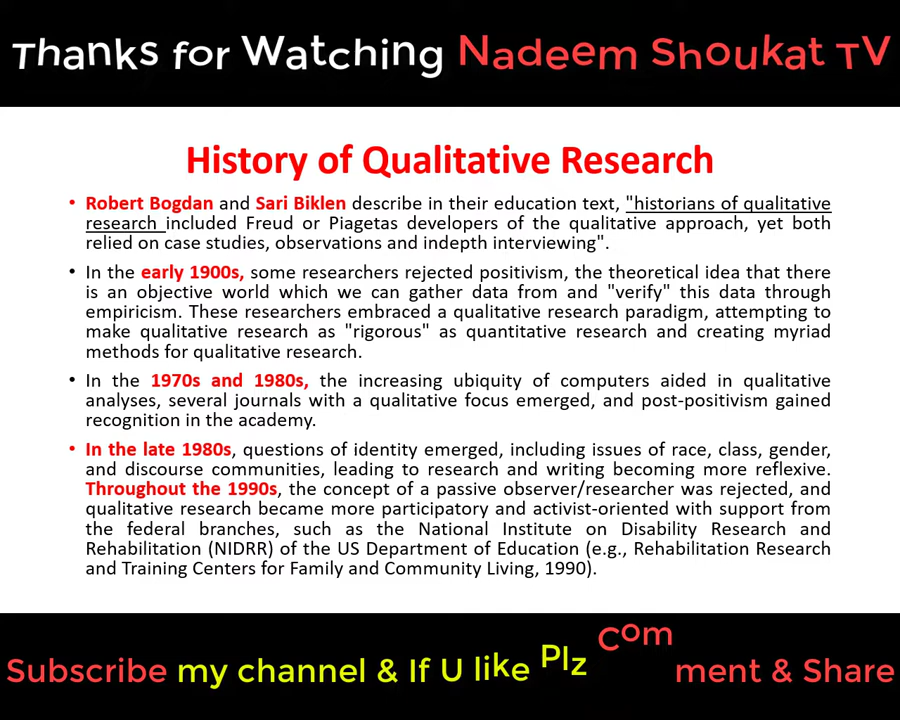 Thanks for Watching Nadeem Shoukat TV
History of Qualitative Research
• Robert Bogdan and Sari Biklen describe in their education text, "historians of qualitative
research included Freud or Piagetas developers of the qualitative approach, yet both
relied on case studies, observations and indepth interviewing".
• In the early 1900s, some researchers rejected positivism, the theoretical idea that there
is an objective world which we can gather data from and "verify" this data through
empiricism. These researchers embraced a qualitative research paradigm, attempting to
make qualitative research as "rigorous" as quantitative research and creating myriad
methods for qualitative research.
• In the 1970s and 1980s, the increasing ubiquity of computers aided in qualitative
analyses, several journals with a qualitative focus emerged, and post-positivism gained
recognition in the academy.
• In the late 1980s, questions of identity emerged, including issues of race, class, gender,
and discourse communities, leading to research and writing becoming more reflexive.
Throughout the 1990s, the concept of a passive observer/researcher was rejected, and
qualitative research became more participatory and activist-oriented with support from
the federal branches, such as the National Institute on Disability Research and
Rehabilitation (NIDRR) of the US Department of Education (e.g., Rehabilitation Research
and Training Centers for Family and Community Living, 1990).
Subscribe my channel & If U like Plz Comment & Share